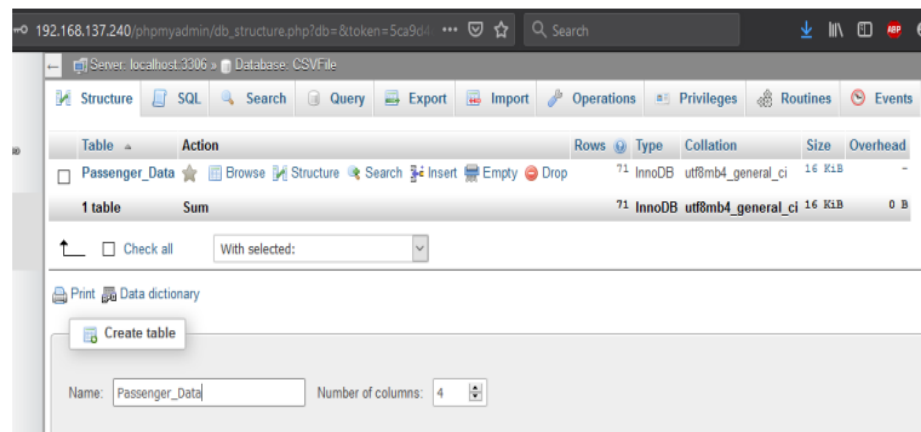 192.168.137.240/phpmyadmin/db_structure.php?db=&token=5ca9d4 Search ABP
Server: localhost:3306 » Database: CSVFile
Structure SQL Search Query Export Import Operations Privileges Routines Events
Table Action Rows Type Collation Size Overhead
Passenger_Data Browse Structure Search Insert Empty Drop 71 InnoDB utf8mb4_general_ci 16 KiB -
1 table Sum 71 InnoDB utf8mb4_general_ci 16 KiB 0 B
Check all With selected:
Print Data dictionary
Create table
Name: Passenger_Data Number of columns: 4